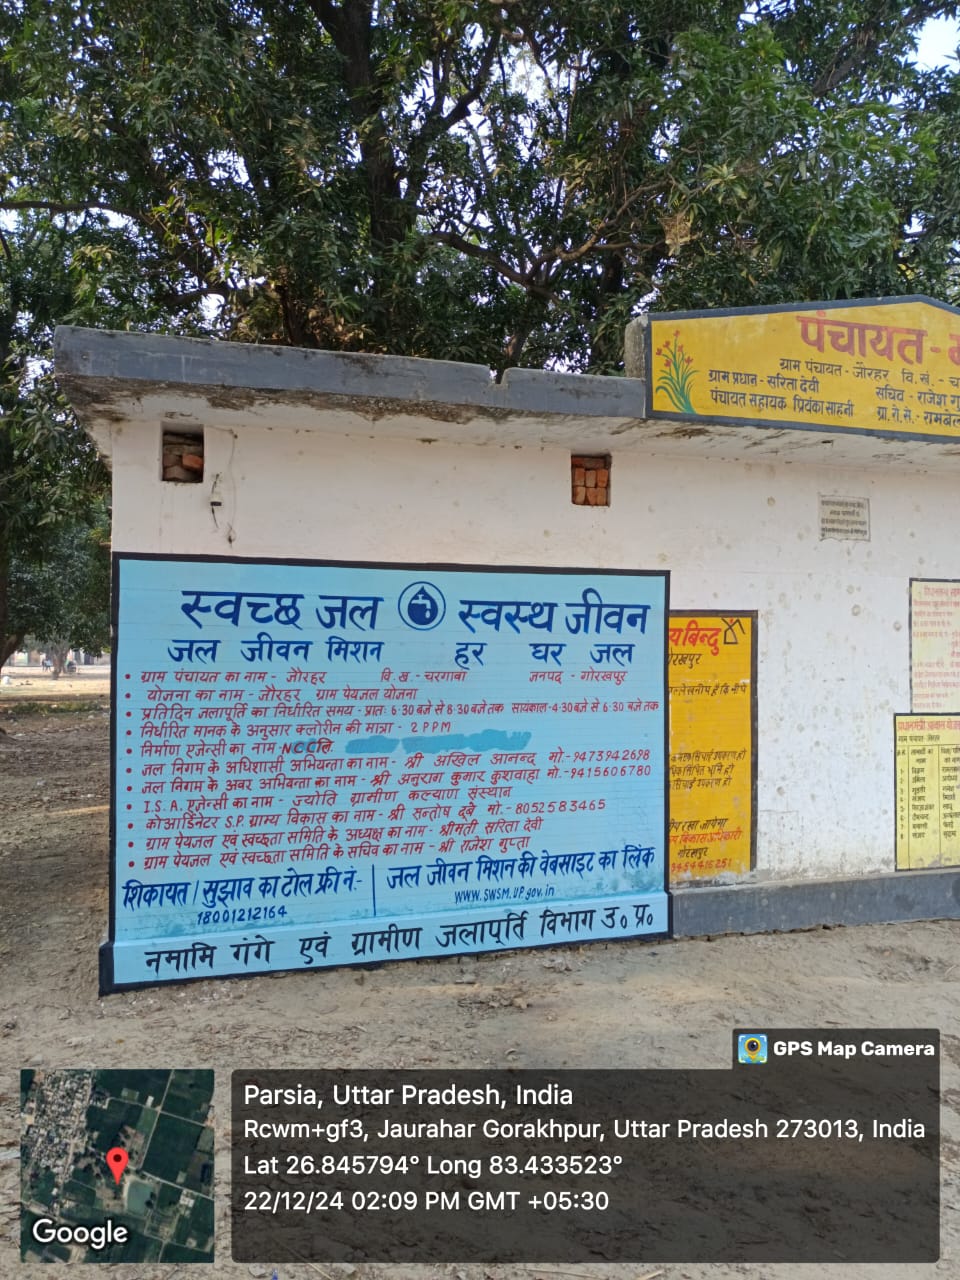 पंचायत-
ग्राम पंचायत - जौरहर वि. सं. - च
ग्राम प्रधान - सरिता देवी सचिव - राजेश गु
पंचायत सहायक प्रियंका साहनी ग्रा. रो. से. - रामबेल
स्वच्छ जल स्वस्थ जीवन
जल जीवन मिशन हर घर जल
• ग्राम पंचायत का नाम - जौरहर वि. ख. - चरगावा जनपद - गोरखपुर
• योजना का नाम - जौरहर ग्राम पेयजल योजना
• प्रतिदिन जलापूर्ति का निर्धारित समय - प्रातः 6:30 बजे से 8:30 बजे तक सायंकाल - 4:30 बजे से 6:30 बजे तक
• निर्धारित मानक के अनुसार क्लोरीन की मात्रा - 2 PPM
• निर्माण एजेन्सी का नाम NCCलि.
• जल निगम के अधिशासी अभियन्ता का नाम - श्री अखिल आनन्द मो:- 9473942698
• जल निगम के अवर अभियन्ता का नाम - श्री अनुराग कुमार कुशवाहा मो. - 9415606780
• I.S.A. एजेन्सी का नाम - ज्योति ग्रामीण कल्याण संस्थान
• कोआर्डिनेटर S.P. ग्राम्य विकास का नाम - श्री सन्तोष दूबे मो. - 8052583465
• ग्राम पेयजल एवं स्वच्छता समिति के अध्यक्ष का नाम - श्रीमती सरिता देवी
• ग्राम पेयजल एवं स्वच्छता समिति के सचिव का नाम - श्री राजेश गुप्ता
शिकायत / सुझाव का टोल फ्री नं.-
18001212164
जल जीवन मिशन की वेबसाइट का लिंक
www.SWSM.UP.gov.in
नमामि गंगे एवं ग्रामीण जलापूर्ति विभाग उ० प्र०
य बिन्दु
गोरखपुर
ग्राम पंचायत - जौरहर
GPS Map Camera
Parsia, Uttar Pradesh, India
Rcwm+gf3, Jaurahar Gorakhpur, Uttar Pradesh 273013, India
Lat 26.845794° Long 83.433523°
22/12/24 02:09 PM GMT +05:30
Google